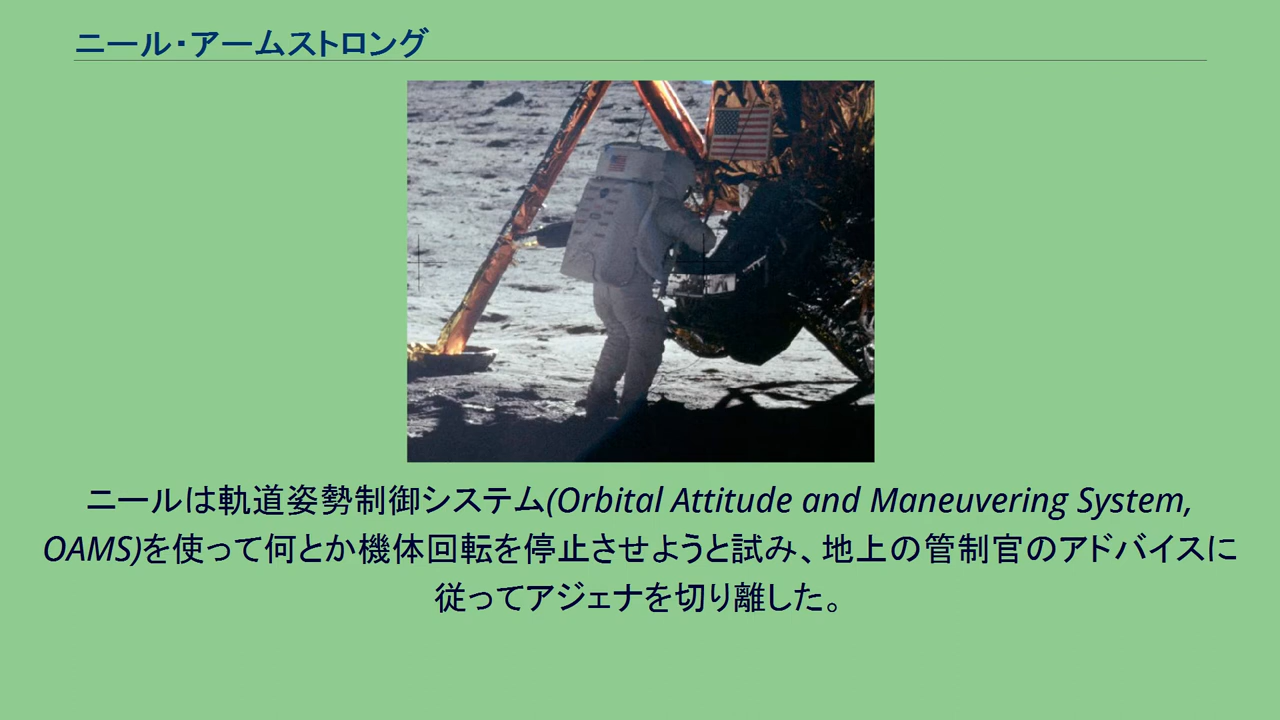 ニール・アームストロング
ニールは軌道姿勢制御システム(Orbital Attitude and Maneuvering System,
OAMS)を使って何とか機体回転を停止させようと試み、地上の管制官のアドバイスに
従ってアジェナを切り離した。